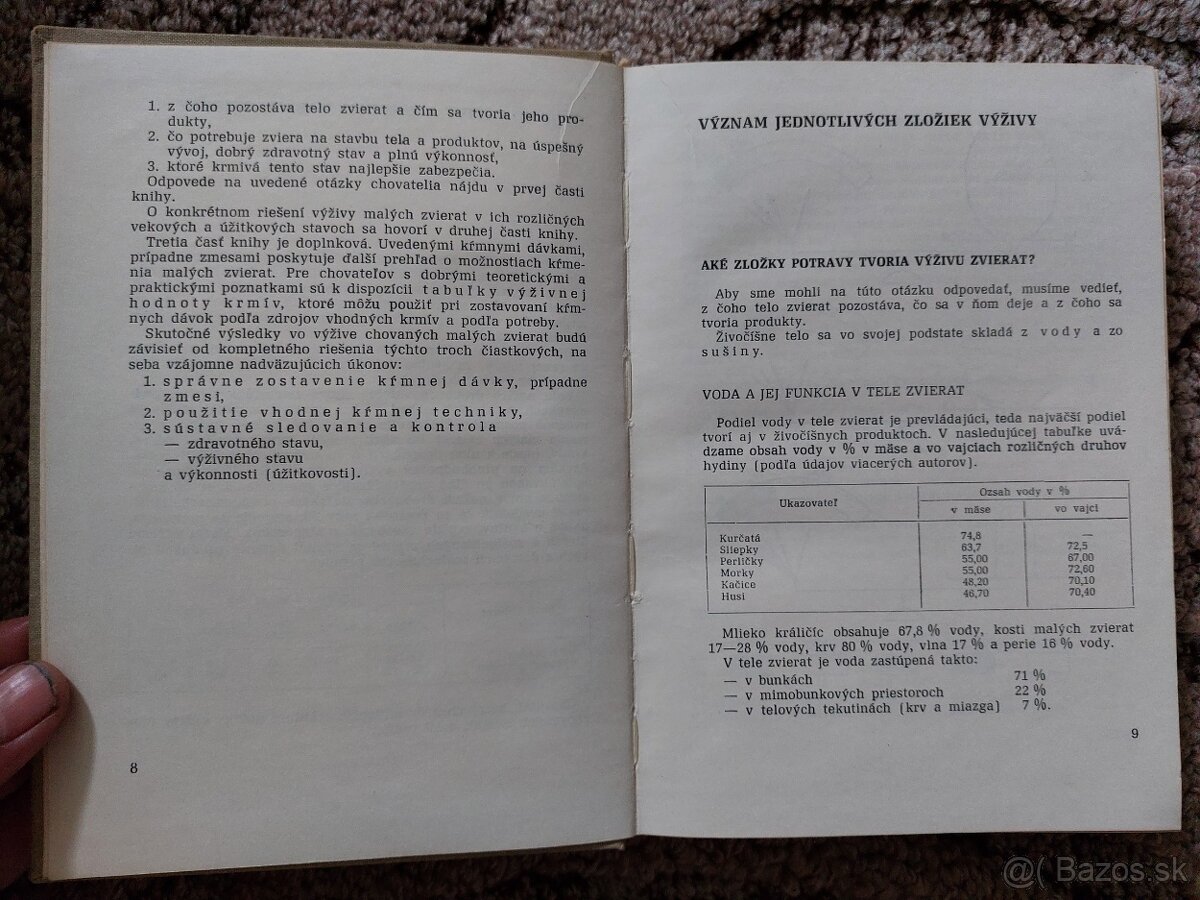 1. z čoho pozostáva telo zvierat a čím sa tvoria jeho pro-
dukty,
2. čo potrebuje zviera na stavbu tela a produktov, na úspešný
vývoj, dobrý zdravotný stav a plnú výkonnosť,
3. ktoré krmivá tento stav najlepšie zabezpečia.
Odpovede na uvedené otázky chovatelia nájdu v prvej časti
knihy.
O konkrétnom riešení výživy malých zvierat v ich rozličných
vekových a úžitkových stavoch sa hovorí v druhej časti knihy.
Tretia časť knihy je doplnková. Uvedenými kŕmnymi dávkami,
prípadne zmesami poskytuje ďalší prehľad o možnostiach kŕme-
nia malých zvierat. Pre chovateľov s dobrými teoretickými a
praktickými poznatkami sú k dispozícii tabuľky výživnej
hodnoty krmív, ktoré môžu použiť pri zostavovaní kŕm-
nych dávok podľa zdrojov vhodných krmív a podľa potreby.
Skutočné výsledky vo výžive chovaných malých zvierat budú
závisieť od kompletného riešenia týchto troch čiastkových, na
seba vzájomne nadväzujúcich úkonov:
1. správne zostavenie kŕmnej dávky, prípadne
zmesi,
2. použitie vhodnej kŕmnej techniky,
3. sústavné sledovanie a kontrola
— zdravotného stavu,
— výživného stavu
a výkonnosti (úžitkovosti).
8
VÝZNAM JEDNOTLIVÝCH ZLOŽIEK VÝŽIVY
AKÉ ZLOŽKY POTRAVY TVORIA VÝŽIVU ZVIERAT?
Aby sme mohli na túto otázku odpovedať, musíme vedieť,
z čoho telo zvierat pozostáva, čo sa v ňom deje a z čoho sa
tvoria produkty.
Živočíšne telo sa vo svojej podstate skladá z vody a zo
sušiny.
VODA A JEJ FUNKCIA V TELE ZVIERAT
Podiel vody v tele zvierat je prevládajúci, teda najväčší podiel
tvorí aj v živočíšnych produktoch. V nasledujúcej tabuľke uvá-
dzame obsah vody v % v mäse a vo vajciach rozličných druhov
hydiny (podľa údajov viacerých autorov).
Ukazovateľ Ozsah vody v %
v mäse vo vajci
Kurčatá 74,8 —
Sliepky 63,7 72,5
Perličky 55,00 67,00
Morky 55,00 72,60
Kačice 48,20 70,10
Husi 46,70 70,40
Mlieko králičíc obsahuje 67,8 % vody, kosti malých zvierat
17—28 % vody, krv 80 % vody, vlna 17 % a perie 16 % vody.
V tele zvierat je voda zastúpená takto:
— v bunkách 71 %
— v mimobunkových priestoroch 22 %
— v telových tekutinách (krv a miazga) 7 %.
9
@( Bazos.sk